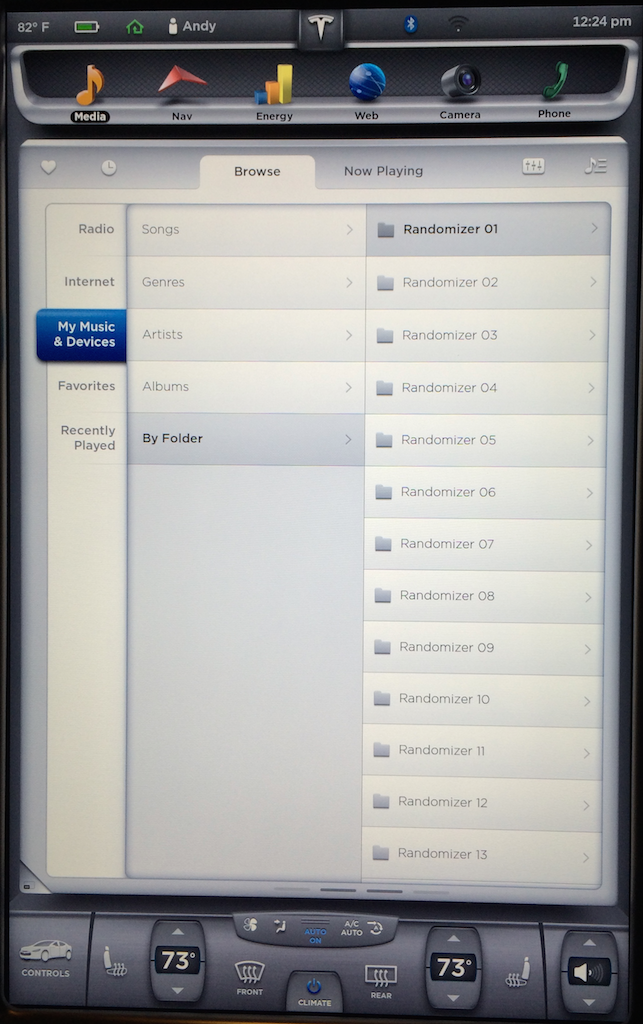 82° F
Andy
12:24 pm
Media
Nav
Energy
Web
Camera
Phone
Browse
Now Playing
Radio
Internet
My Music
& Devices
Favorites
Recently
Played
Songs
Genres
Artists
Albums
By Folder
Randomizer 01
Randomizer 02
Randomizer 03
Randomizer 04
Randomizer 05
Randomizer 06
Randomizer 07
Randomizer 08
Randomizer 09
Randomizer 10
Randomizer 11
Randomizer 12
Randomizer 13
CONTROLS
73°
AUTO
ON
A/C
AUTO
FRONT
CLIMATE
REAR
73°